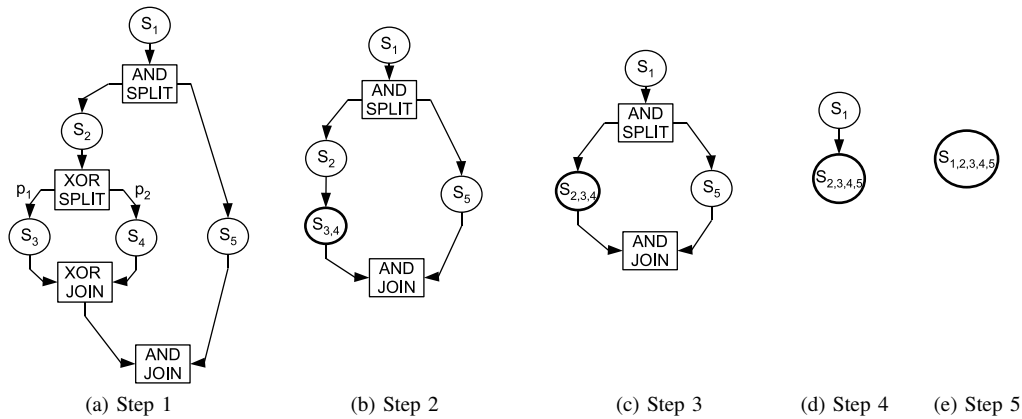 S1
AND
SPLIT
S2
XOR
SPLIT
p1
p2
S3
S4
S5
XOR
JOIN
AND
JOIN
(a) Step 1
S1
AND
SPLIT
S2
S5
S3,4
AND
JOIN
(b) Step 2
S1
AND
SPLIT
S2,3,4
S5
AND
JOIN
(c) Step 3
S1
S2,3,4,5
(d) Step 4
S1,2,3,4,5
(e) Step 5